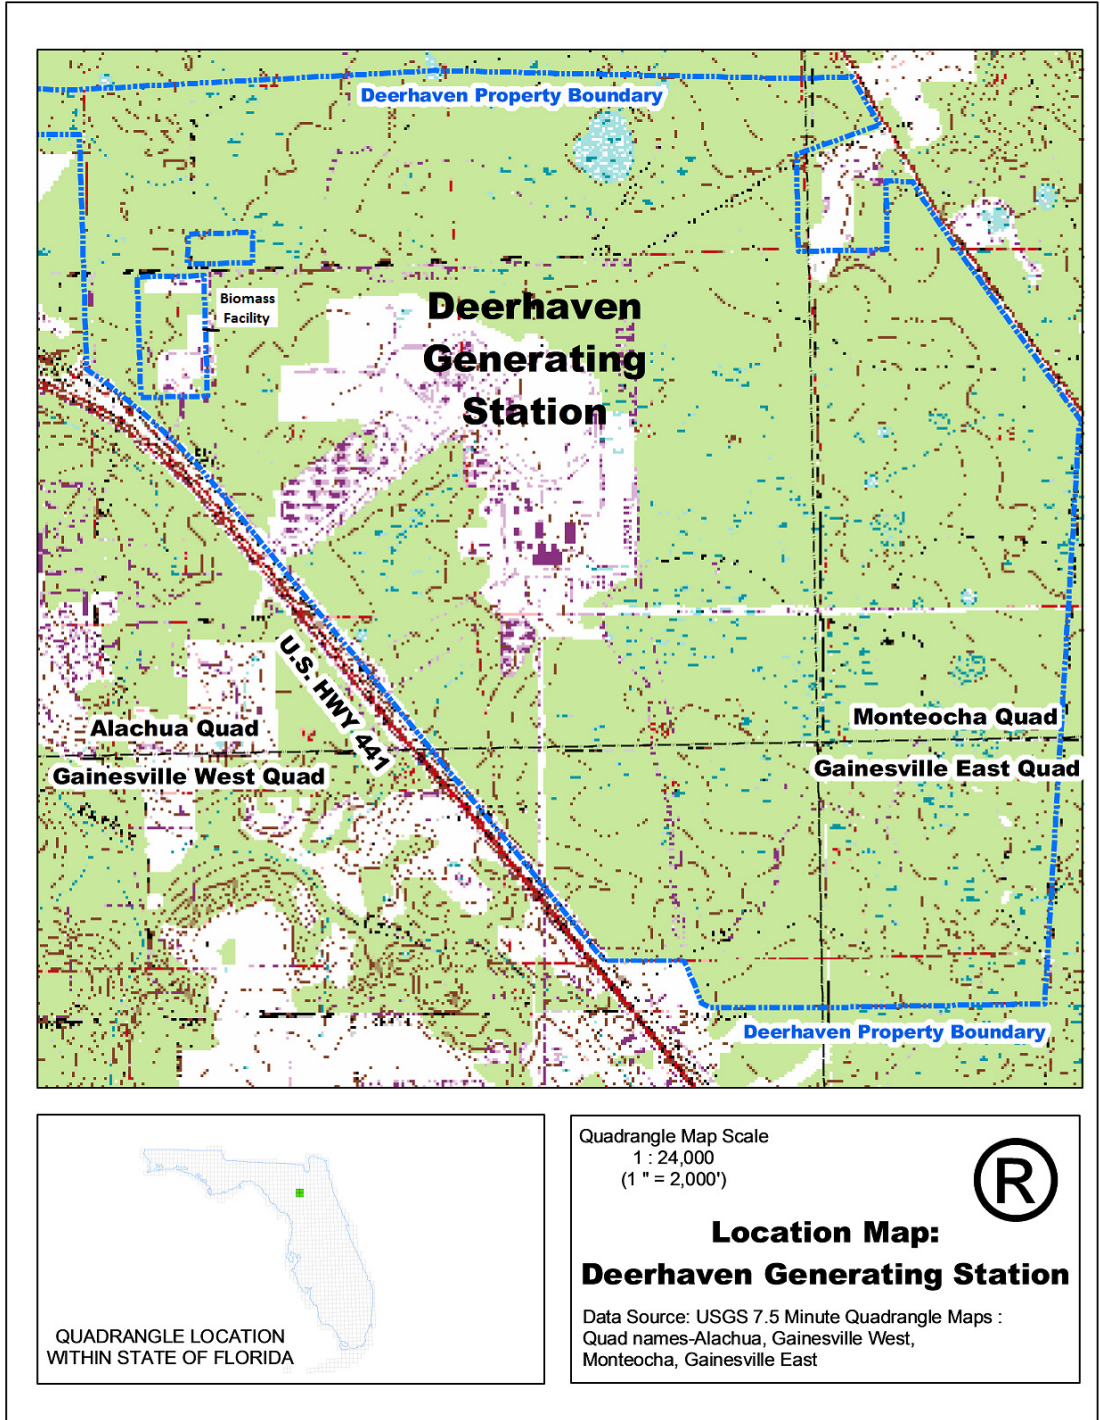 Deerhaven Property Boundary
Biomass
Facility
Deerhaven
Generating
Station
U.S. HWY 441
Alachua Quad
Monteocha Quad
Gainesville West Quad
Gainesville East Quad
Deerhaven Property Boundary
QUADRANGLE LOCATION
WITHIN STATE OF FLORIDA
Quadrangle Map Scale
1 : 24,000
(1 " = 2,000')
®
Location Map:
Deerhaven Generating Station
Data Source: USGS 7.5 Minute Quadrangle Maps :
Quad names-Alachua, Gainesville West,
Monteocha, Gainesville East